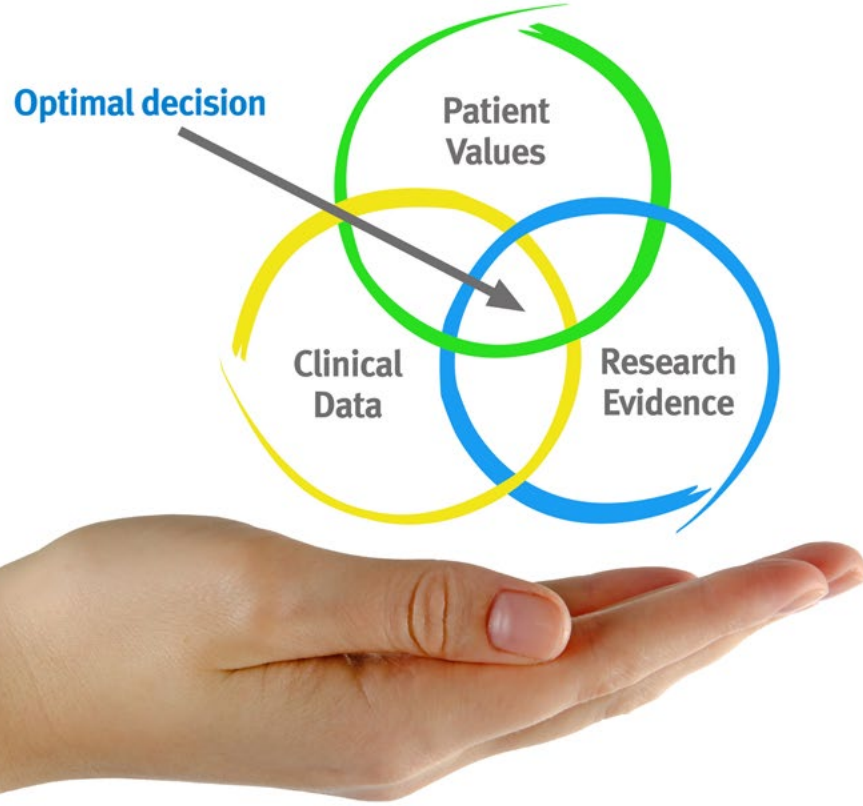 Optimal decision
Patient
Values
Clinical
Data
Research
Evidence